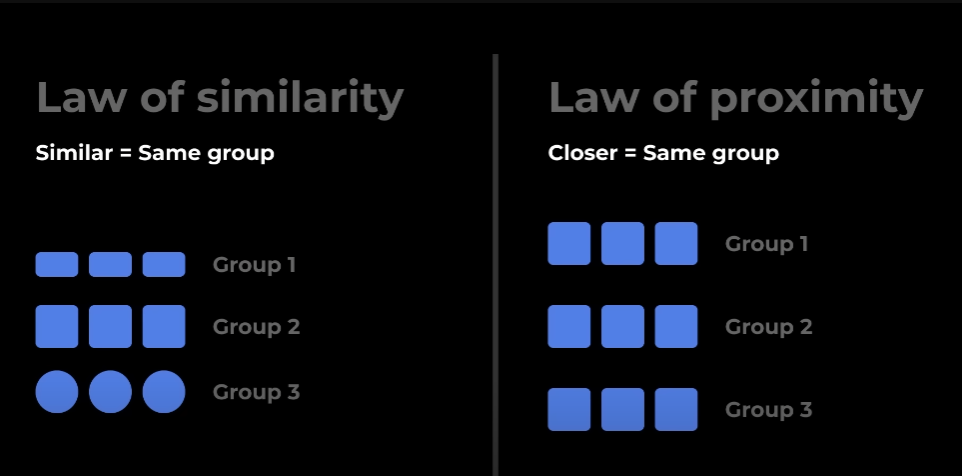 Law of similarity
Similar = Same group
Group 1
Group 2
Group 3
Law of proximity
Closer = Same group
Group 1
Group 2
Group 3